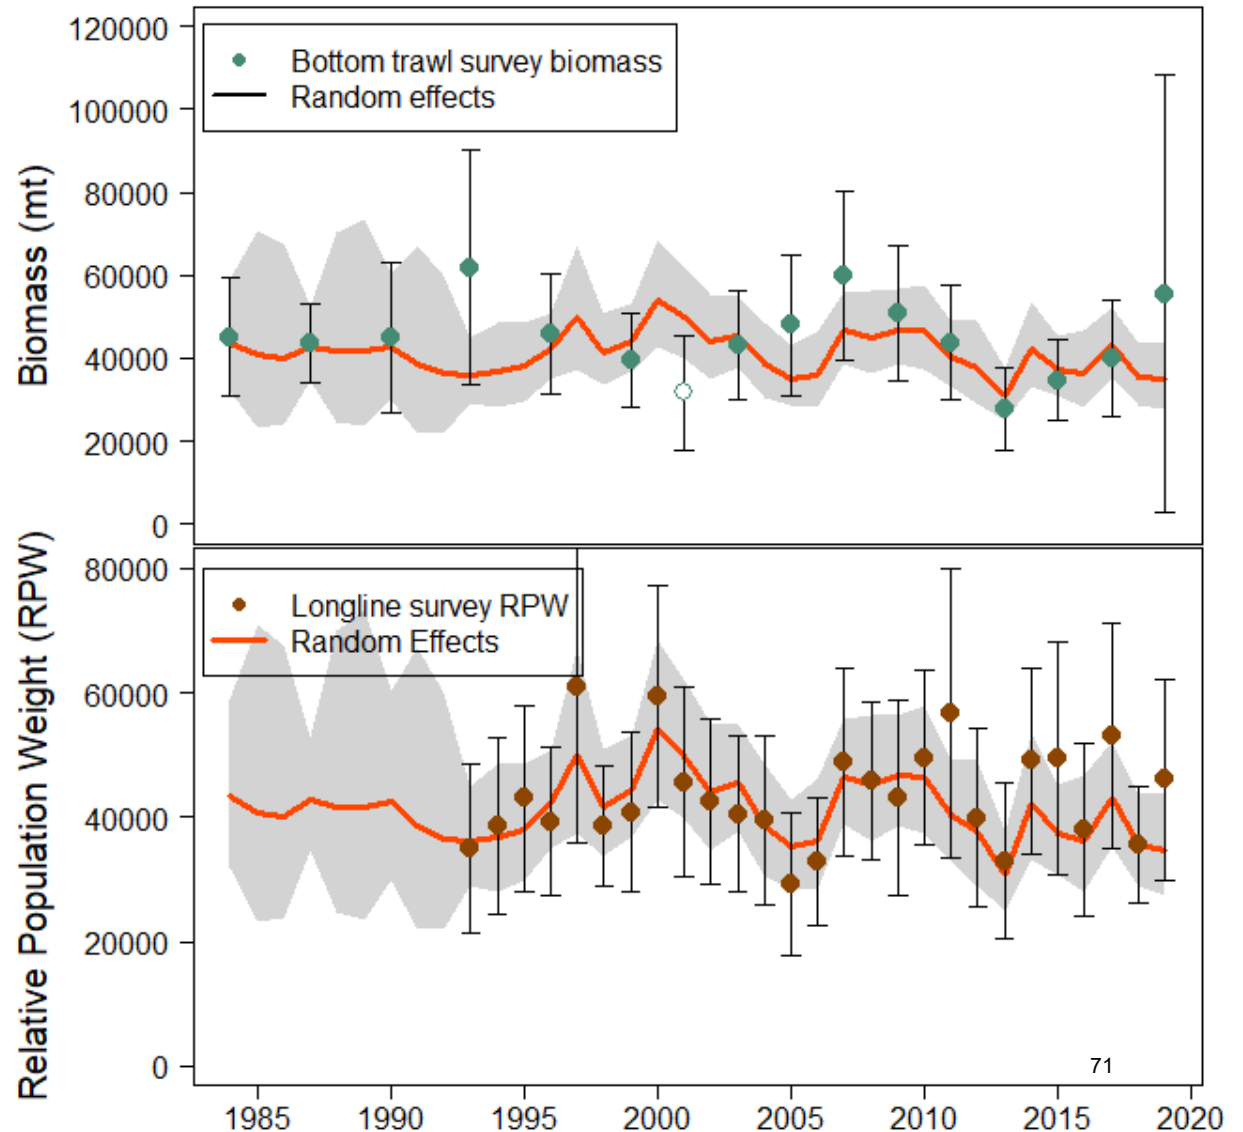 Biomass (mt)
120000
100000
80000
60000
40000
20000
0
Bottom trawl survey biomass
Random effects
Relative Population Weight (RPW)
80000
60000
40000
20000
0
Longline survey RPW
Random Effects
71
1985 1990 1995 2000 2005 2010 2015 2020